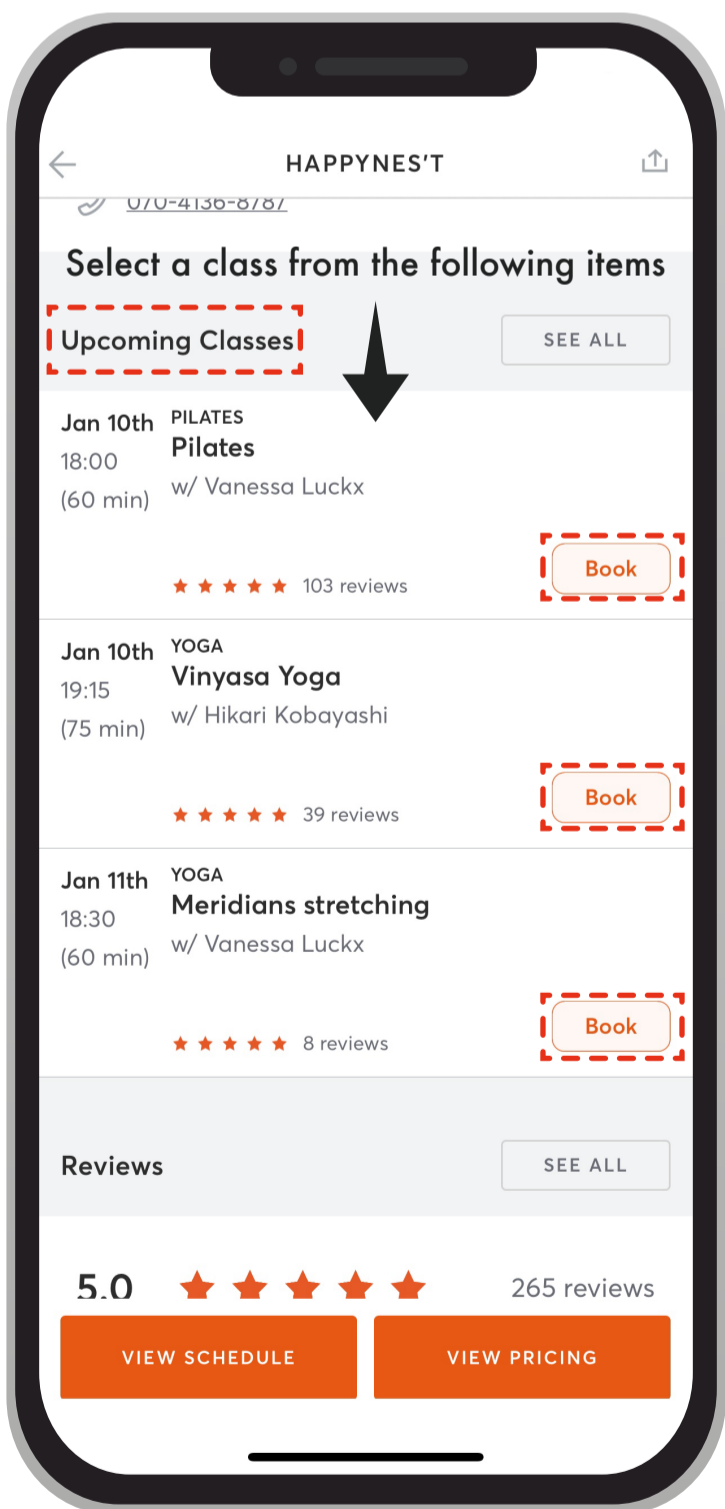 HAPPYNES'T
070-4136-8787
Select a class from the following items
Upcoming Classes
SEE ALL
Jan 10th
18:00
(60 min)
PILATES
Pilates
w/ Vanessa Luckx
103 reviews
Book
Jan 10th
19:15
(75 min)
YOGA
Vinyasa Yoga
w/ Hikari Kobayashi
39 reviews
Book
Jan 11th
18:30
(60 min)
YOGA
Meridians stretching
w/ Vanessa Luckx
8 reviews
Book
Reviews
SEE ALL
5.0
265 reviews
VIEW SCHEDULE
VIEW PRICING